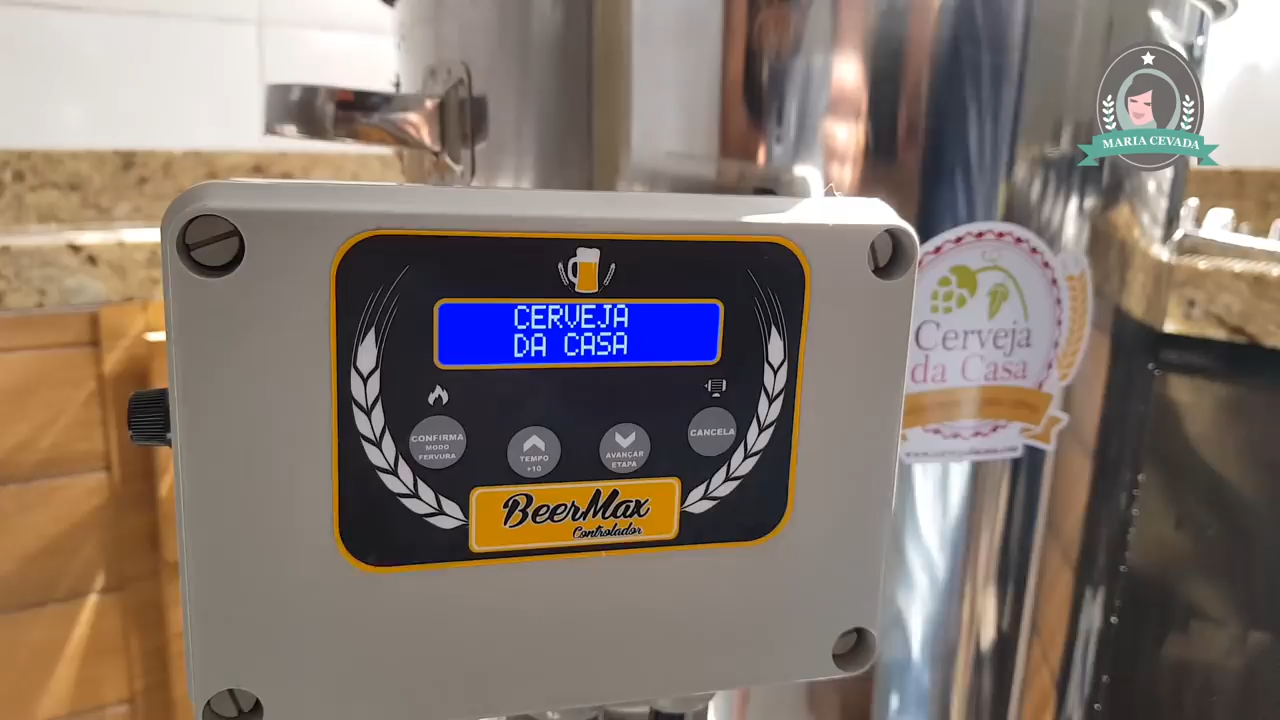 MARIA CEVADA
CERVEJA
DA CASA
CONFIRMA
MODO
FERVURA
TEMPO
+10
AVANÇAR
ETAPA
CANCELA
BeerMax
Controlador
Cerveja
da Casa